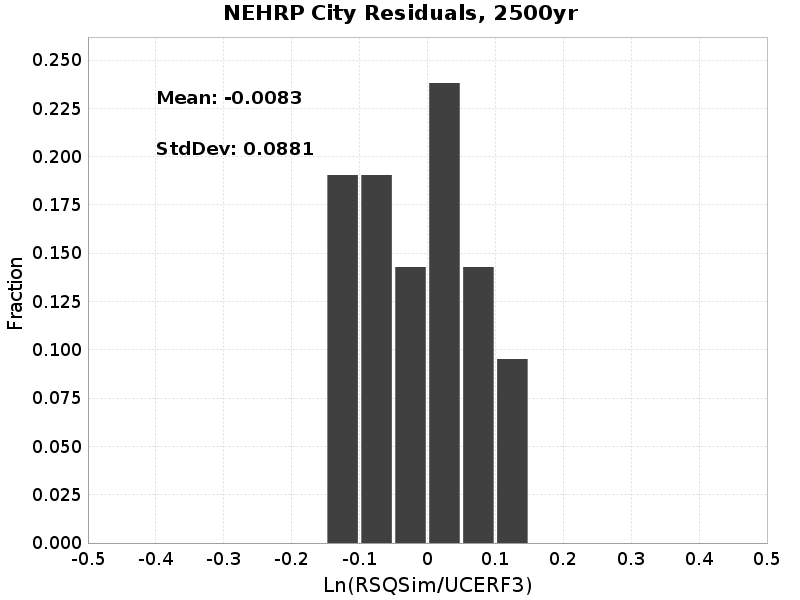 NEHRP City Residuals, 2500yr
0.250
Mean: -0.0083
0.225
StdDev: 0.0881
0.200
0.175
0.150
0.125
0.100
0.075
0.050
0.025
0.000
Fraction
-0.5 -0.4 -0.3 -0.2 -0.1 0 0.1 0.2 0.3 0.4 0.5
Ln(RSQSim/UCERF3)